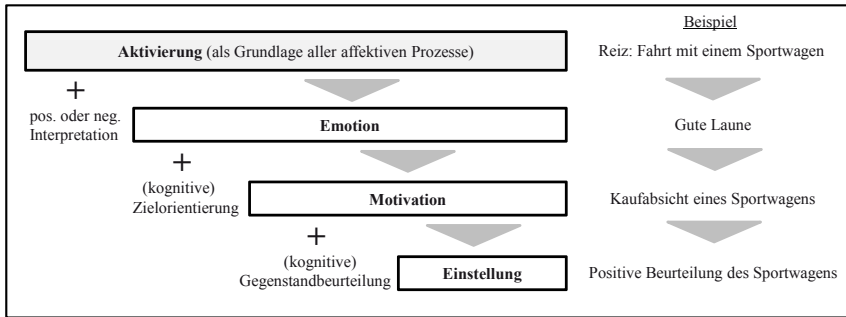 Beispiel
Aktivierung (als Grundlage aller affektiven Prozesse)
Reiz: Fahrt mit einem Sportwagen
+
pos. oder neg.
Interpretation
Emotion
Gute Laune
+
(kognitive)
Zielorientierung
Motivation
Kaufabsicht eines Sportwagens
+
(kognitive)
Gegenstandbeurteilung
Einstellung
Positive Beurteilung des Sportwagens